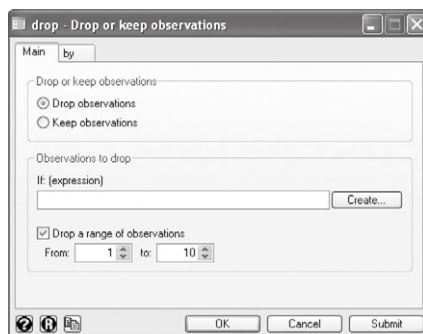 drop - Drop or keep observations
Main by
Drop or keep observations
Drop observations
Keep observations
Observations to drop
If: (expression)
Create...
Drop a range of observations
From: 1 to: 10
? R OK Cancel Submit